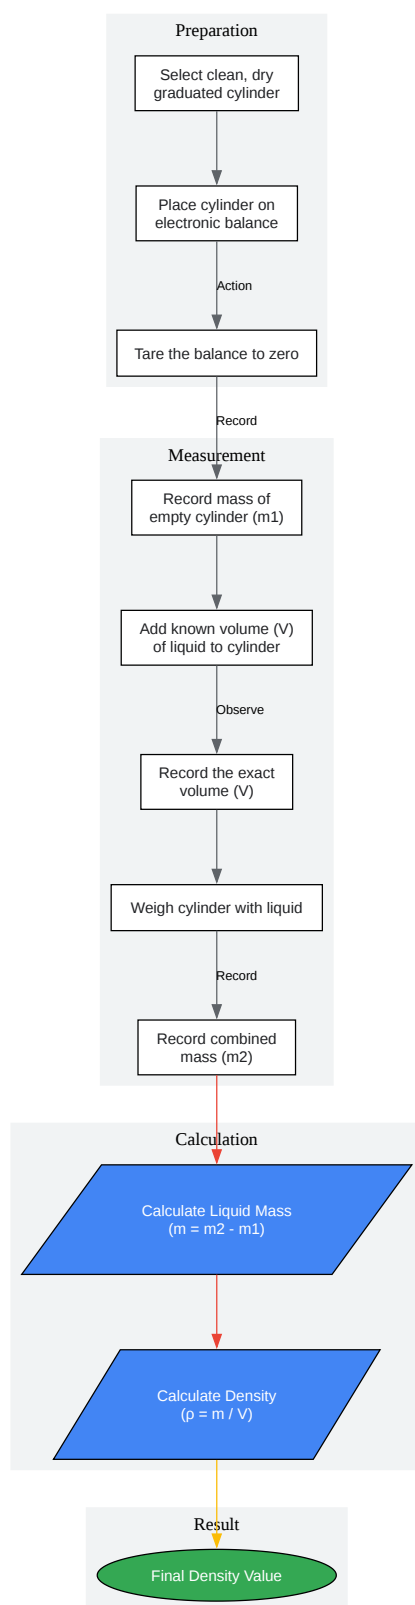 Preparation
Select clean, dry
graduated cylinder
Place cylinder on
electronic balance
Action
Tare the balance to zero
Record
Measurement
Record mass of
empty cylinder (m1)
Add known volume (V)
of liquid to cylinder
Observe
Record the exact
volume (V)
Weigh cylinder with liquid
Record
Record combined
mass (m2)
Calculation
Calculate Liquid Mass
(m = m2 - m1)
Calculate Density
(ρ = m / V)
Result
Final Density Value